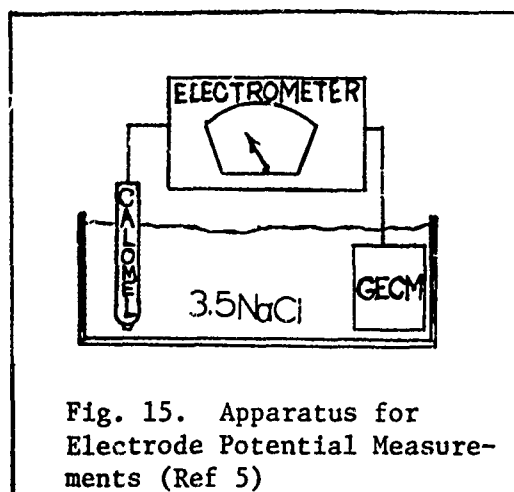 ELECTROMETER
CALOMEL
3.5NaCl
GECM
Fig. 15. Apparatus for
Electrode Potential Measure-
ments (Ref 5)